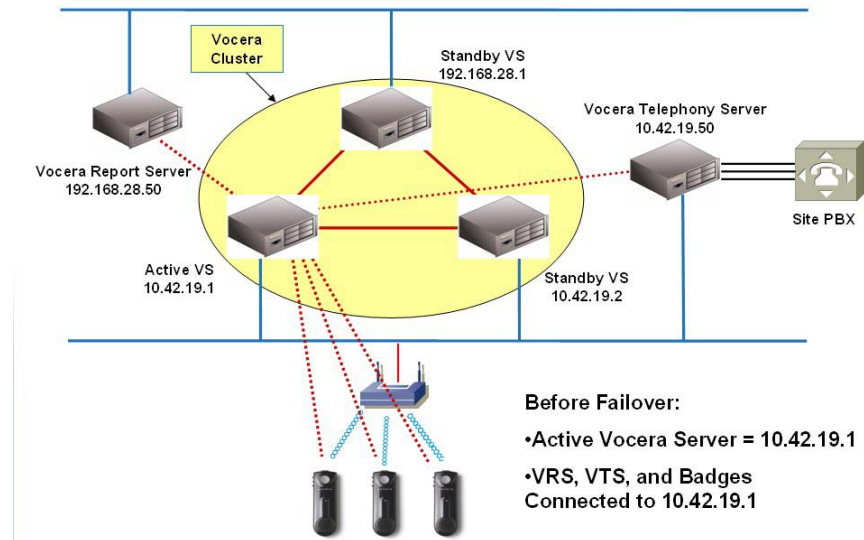 Vocera
Cluster
Standby VS
192.168.28.1
Vocera Telephony Server
10.42.19.50
Vocera Report Server
192.168.28.50
Site PBX
Active VS
10.42.19.1
Standby VS
10.42.19.2
Before Failover:
•Active Vocera Server = 10.42.19.1
•VRS, VTS, and Badges
Connected to 10.42.19.1